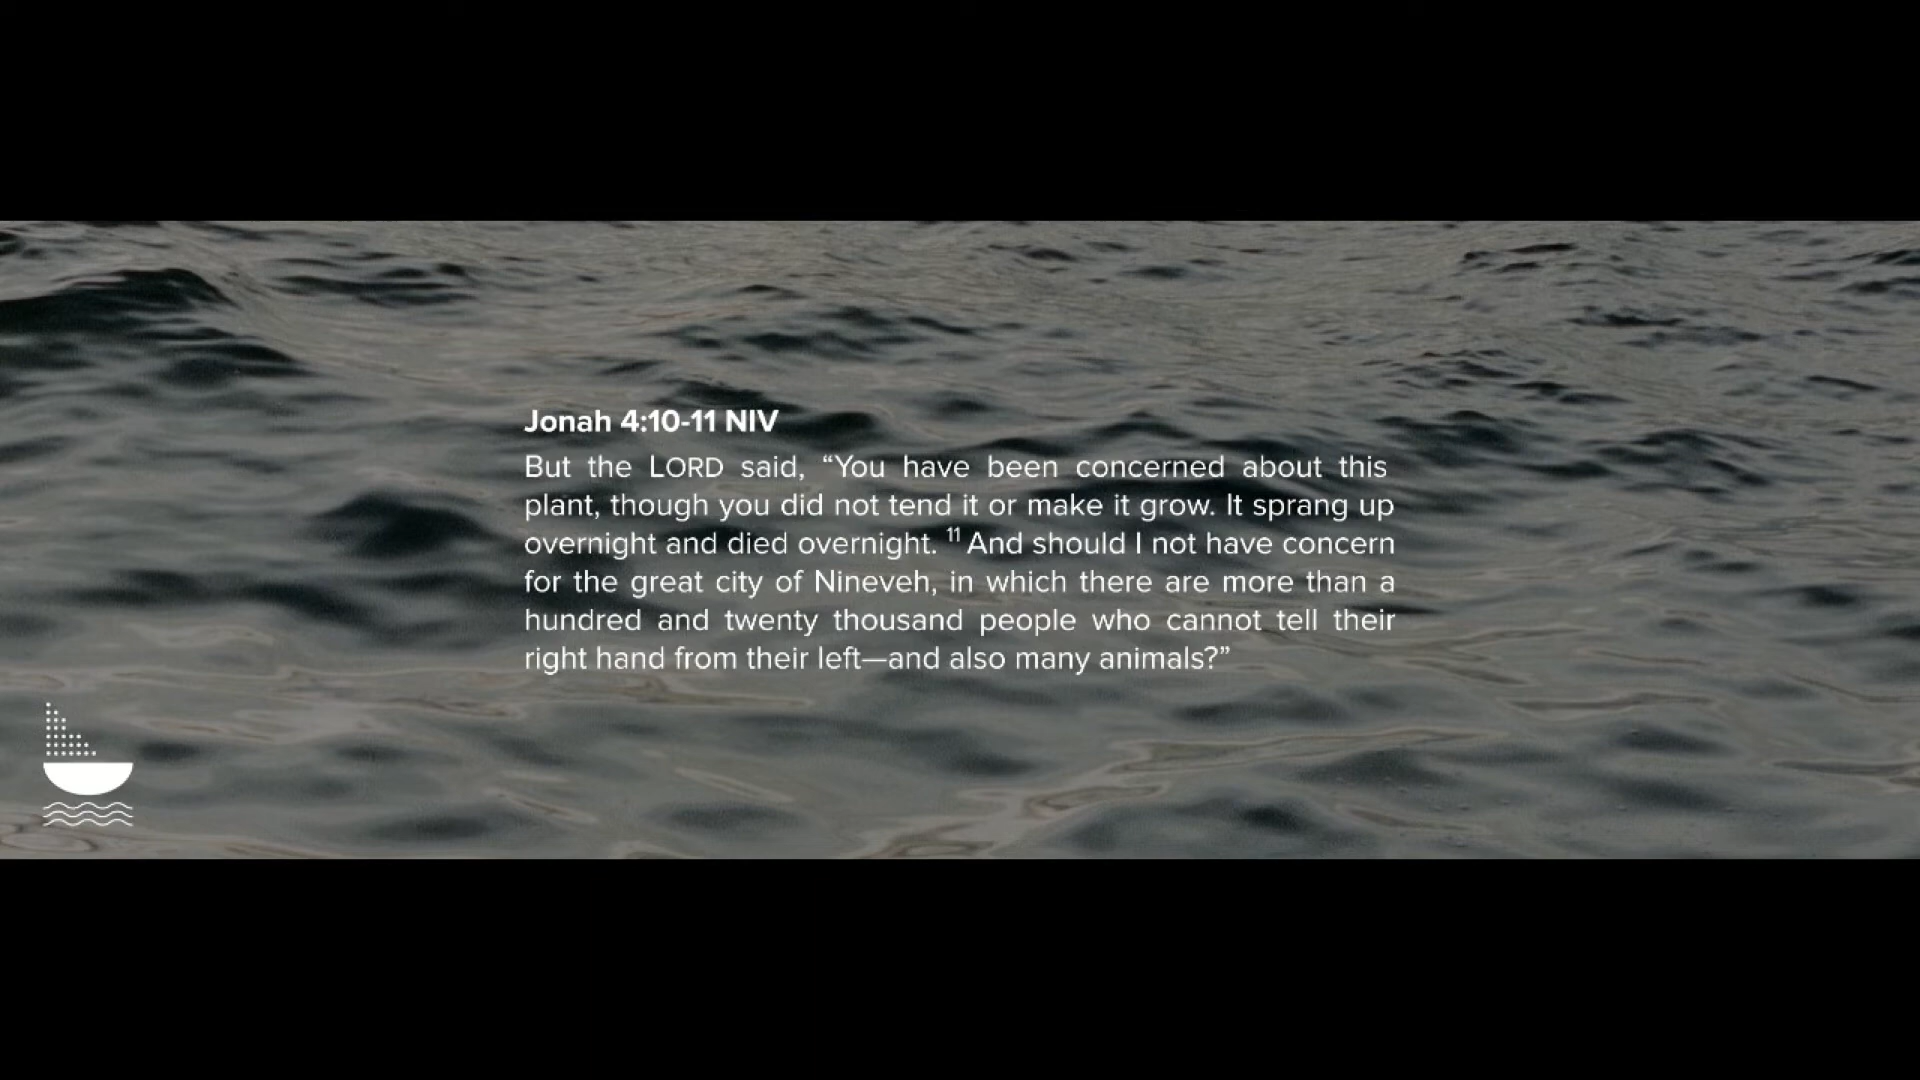 Jonah 4:10-11 NIV
But the LORD said, “You have been concerned about this
plant, though you did not tend it or make it grow. It sprang up
overnight and died overnight. ¹¹ And should I not have concern
for the great city of Nineveh, in which there are more than a
hundred and twenty thousand people who cannot tell their
right hand from their left—and also many animals?”